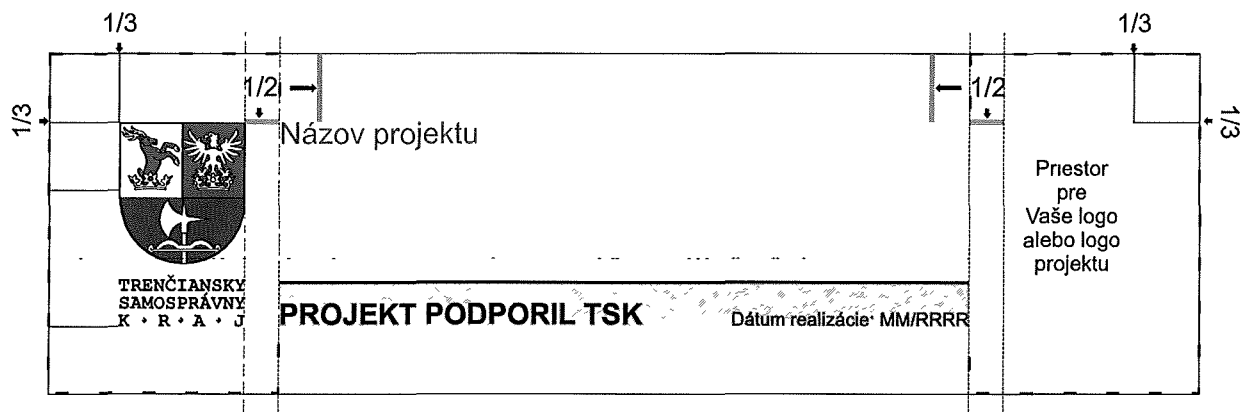 1/3
1/3
1/2
1/2
1/3
1/3
Názov projektu
Priestor
pre
Vaše logo
alebo logo
projektu
TRENČIANSKY
SAMOSPRÁVNY
K · R · A · J
PROJEKT PODPORIL TSK
Dátum realizácie: MM/RRRR